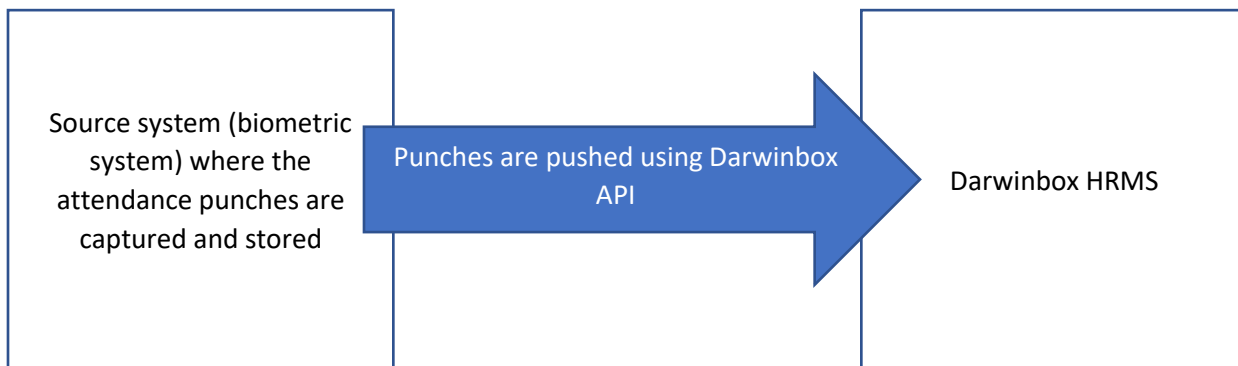 Source system (biometric
system) where the
attendance punches are
captured and stored
Punches are pushed using Darwinbox
API
Darwinbox HRMS